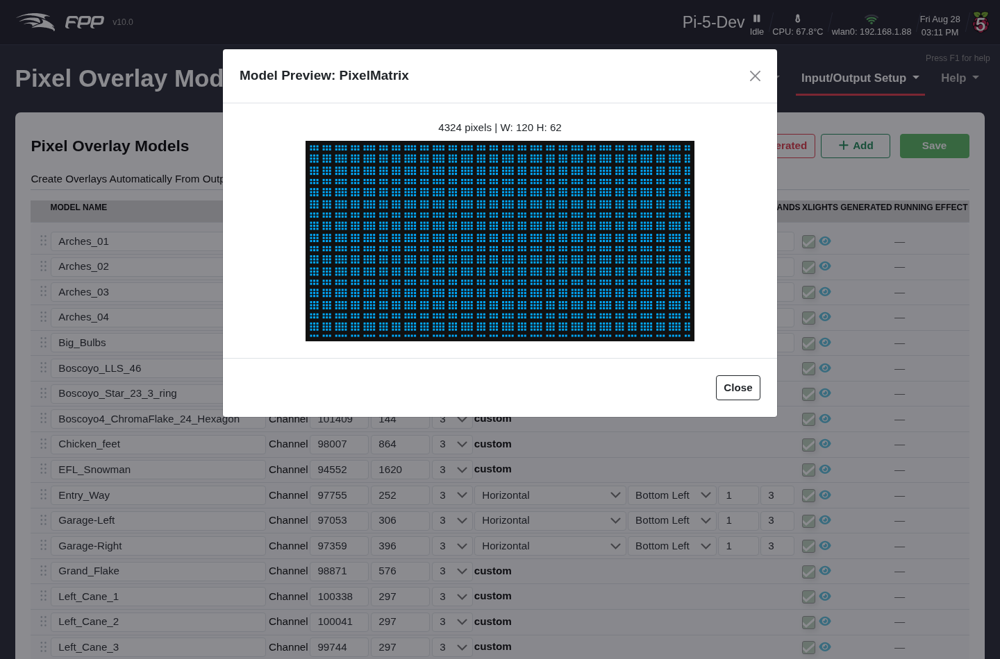 FPP v10.0
Pi-5-Dev
Idle
CPU: 67.8°C
wlan0: 192.168.1.88
Fri Aug 28
03:11 PM
5
Press F1 for help
Pixel Overlay Mod
Input/Output Setup
Help
Model Preview: PixelMatrix
4324 pixels | W: 120 H: 62
Close
Pixel Overlay Models
erated
Add
Save
Create Overlays Automatically From Outp
MODEL NAME ANDS XLIGHTS GENERATED RUNNING EFFECT
Arches_01 —
Arches_02 —
Arches_03 —
Arches_04 —
Big_Bulbs —
Boscoyo_LLS_46 —
Boscoyo_Star_23_3_ring —
Boscoyo4_ChromaFlake_24_Hexagon Channel 101409 144 3 custom —
Chicken_feet Channel 98007 864 3 custom —
EFL_Snowman Channel 94552 1620 3 custom —
Entry_Way Channel 97755 252 3 Horizontal Bottom Left 1 3 —
Garage-Left Channel 97053 306 3 Horizontal Bottom Left 1 3 —
Garage-Right Channel 97359 396 3 Horizontal Bottom Left 1 3 —
Grand_Flake Channel 98871 576 3 custom —
Left_Cane_1 Channel 100338 297 3 custom —
Left_Cane_2 Channel 100041 297 3 custom —
Left_Cane_3 Channel 99744 297 3 custom —